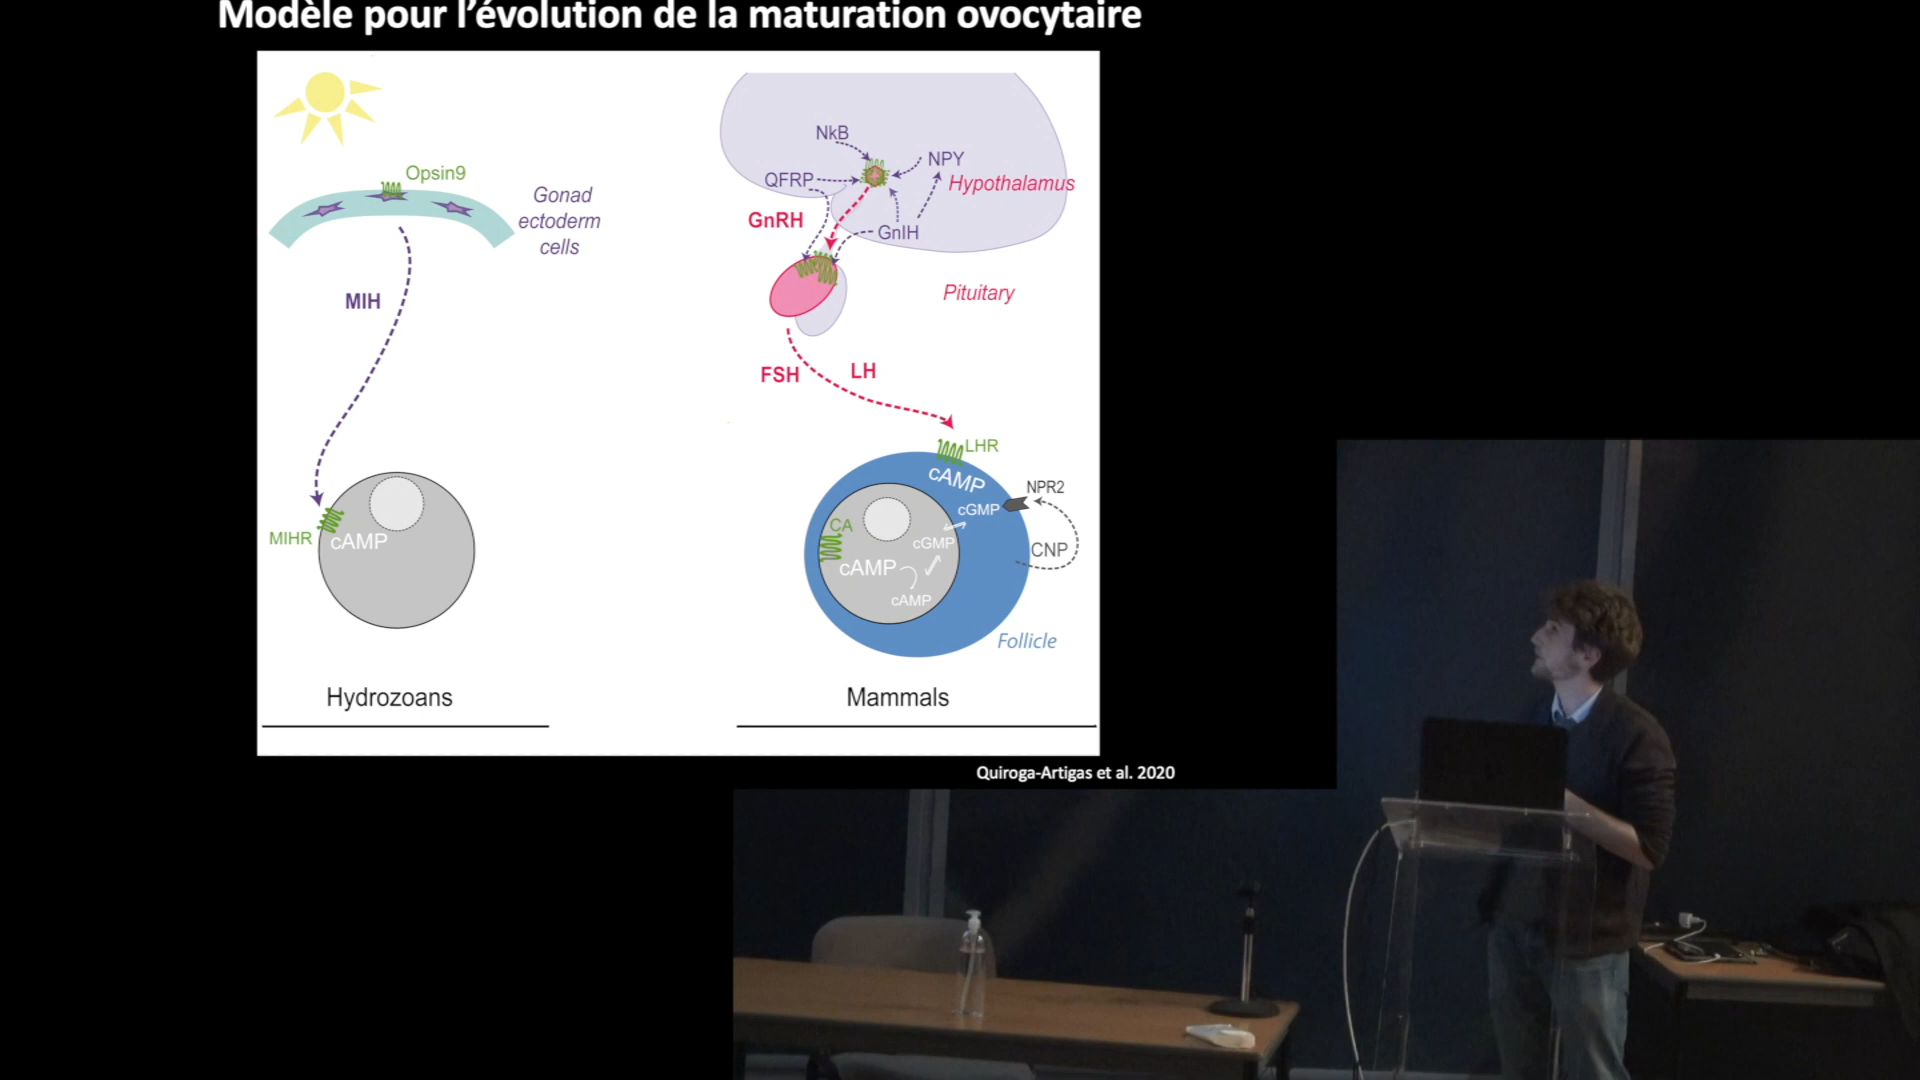 Modèle pour l’évolution de la maturation ovocytaire
Opsin9
Gonad
ectoderm
cells
MIH
MIHR
cAMP
Hydrozoans
NkB
NPY
QFRP
Hypothalamus
GnRH
GnIH
Pituitary
FSH
LH
LHR
cAMP
NPR2
cGMP
CA
cGMP
CNP
cAMP
cAMP
Follicle
Mammals
Quiroga-Artigas et al. 2020